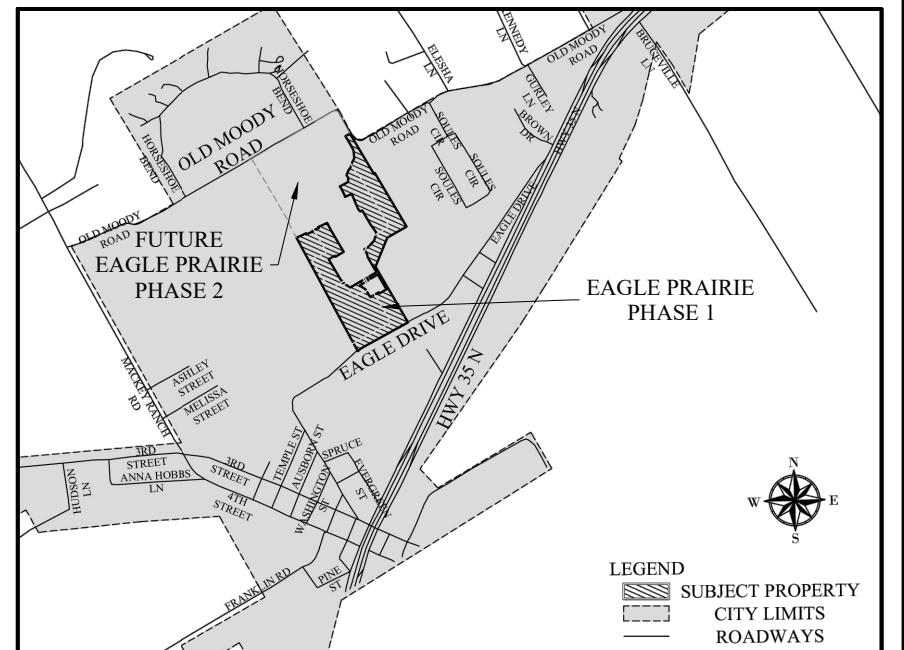 ELESHA
LN
KENNEDY
LN
GURLEY
LN
BROWN
DR
OLD MOODY
ROAD
BRUCEVILLE
LN
HWY 35 N
HORSESHOE
BEND
OLD MOODY
ROAD
HORSESHOE
BEND
OLD MOODY
ROAD
SOULES
CIR
SOULES
CIR
SOULES
CIR
EAGLE DRIVE
OLD MOODY
ROAD
FUTURE
EAGLE PRAIRIE
PHASE 2
EAGLE PRAIRIE
PHASE 1
EAGLE DRIVE
HWY 35 N
MACKEY RANCH
RD
ASHLEY
STREET
MELISSA
STREET
3RD
STREET
ANNA HOBBS
LN
HUDSON
LN
3RD
STREET
4TH
STREET
TEMPLE ST
AUSBORN ST
WASHINGTON
ST
SPRUCE
EVERGREEN
ST
PINE
ST
FRANKLIN RD
N
W
E
S
LEGEND
SUBJECT PROPERTY
CITY LIMITS
ROADWAYS